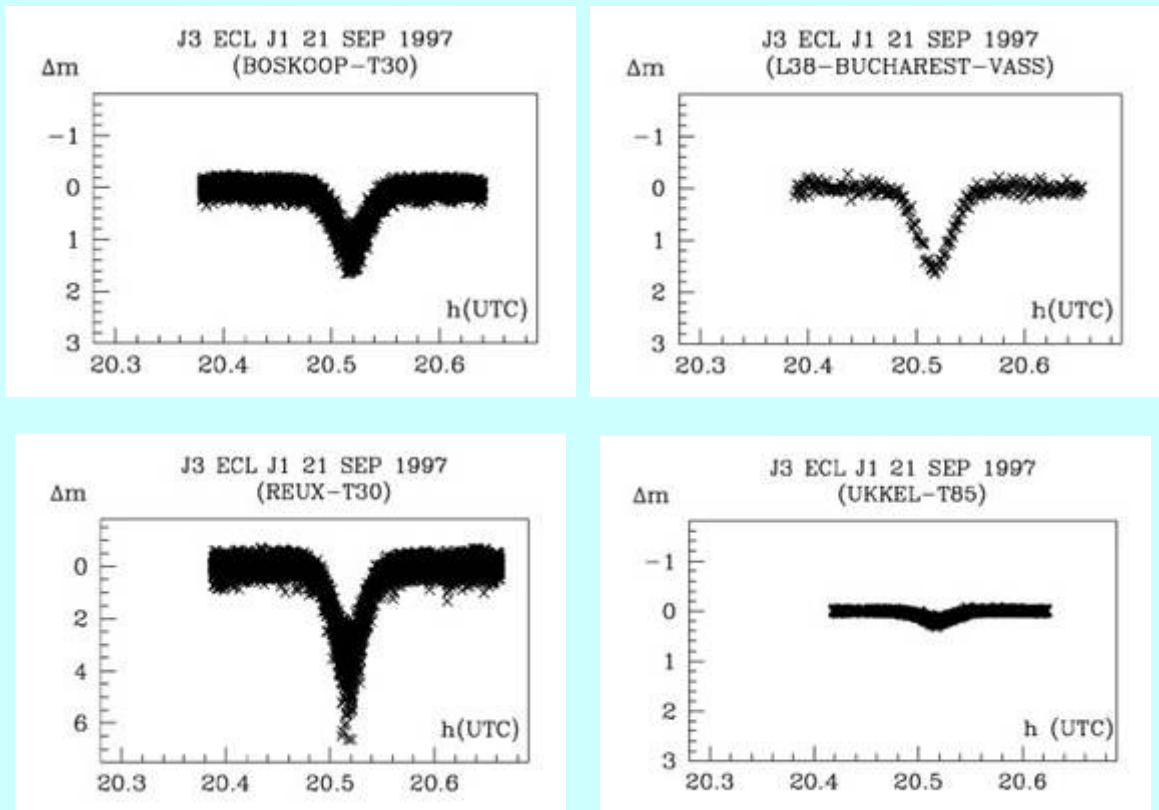 J3 ECL J1 21 SEP 1997
(BOSKOOP-T30)
Δm
-1
0
1
2
3
h(UTC)
20.3 20.4 20.5 20.6
J3 ECL J1 21 SEP 1997
(L38-BUCHAREST-VASS)
Δm
-1
0
1
2
3
h(UTC)
20.3 20.4 20.5 20.6
J3 ECL J1 21 SEP 1997
(REUX-T30)
Δm
0
2
4
6
h(UTC)
20.3 20.4 20.5 20.6
J3 ECL J1 21 SEP 1997
(UKKEL-T85)
Δm
-1
0
1
2
3
h (UTC)
20.3 20.4 20.5 20.6